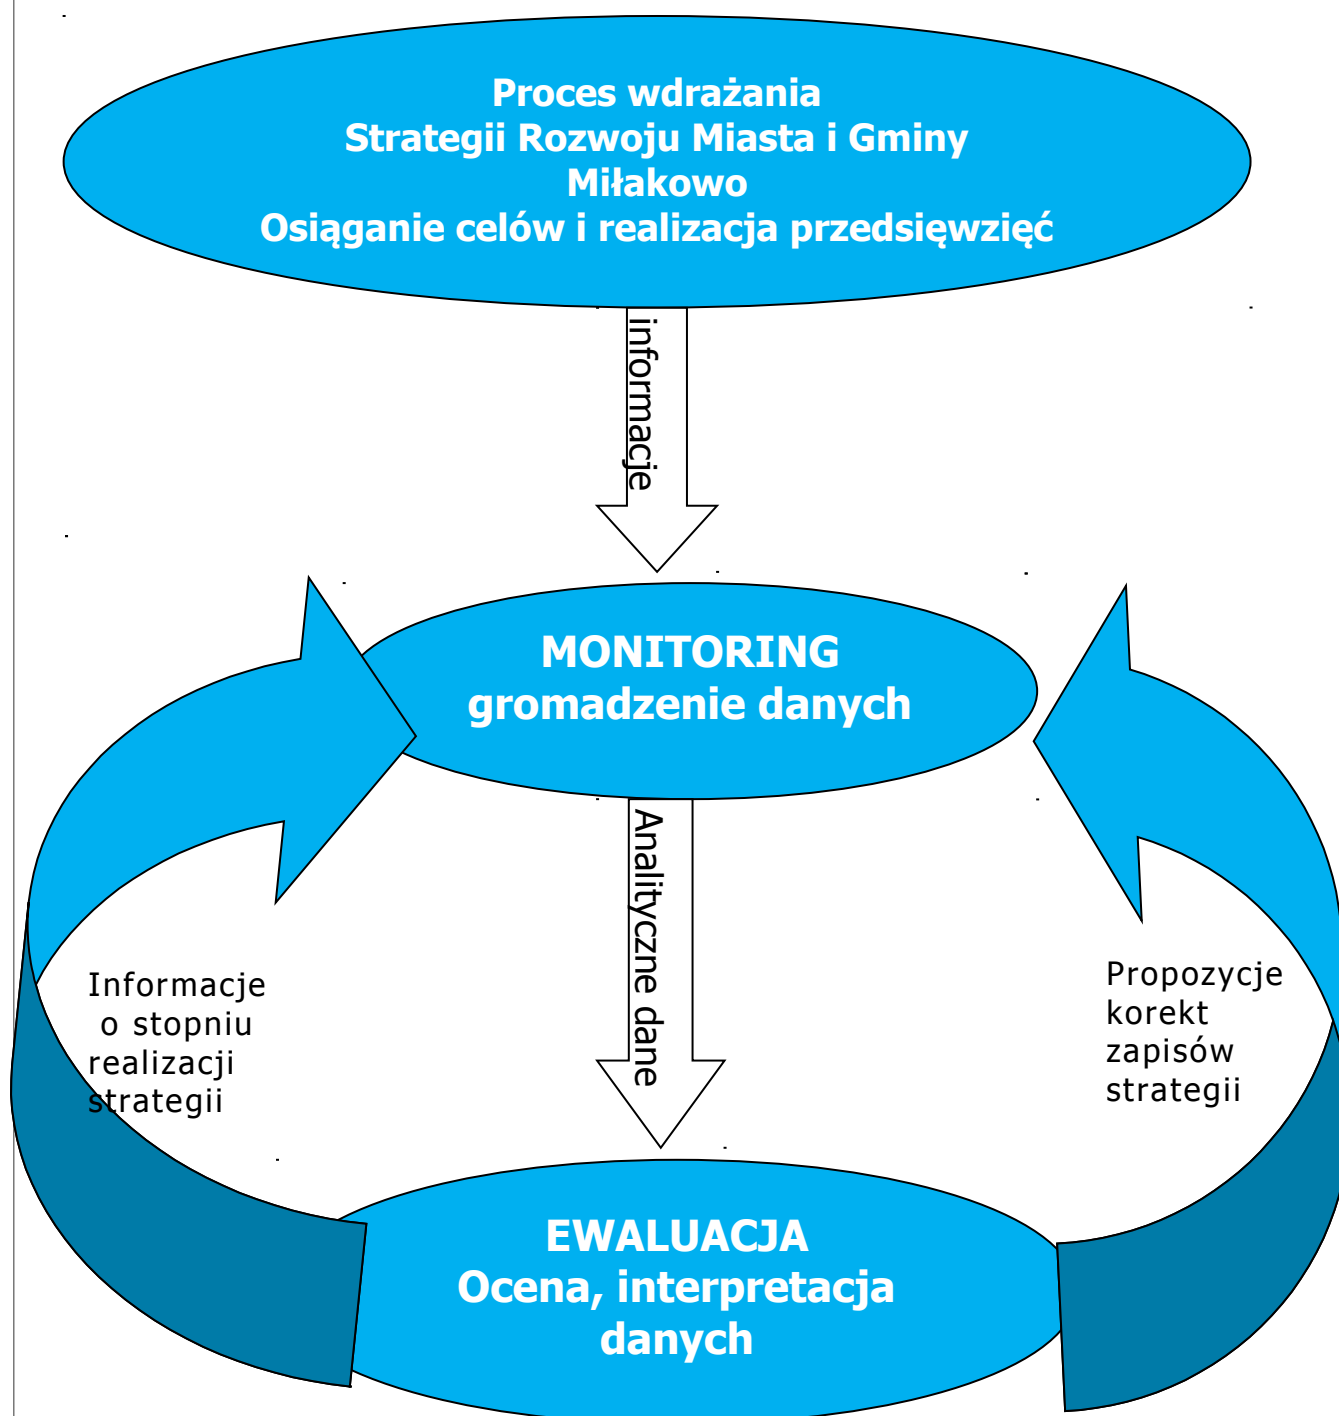 Proces wdrażania
Strategii Rozwoju Miasta i Gminy
Miłakowo
Osiąganie celów i realizacja przedsięwzięć
informacje
MONITORING
gromadzenie danych
Analityczne dane
Informacje
o stopniu
realizacji
strategii
Propozycje
korekt
zapisów
strategii
EWALUACJA
Ocena, interpretacja
danych